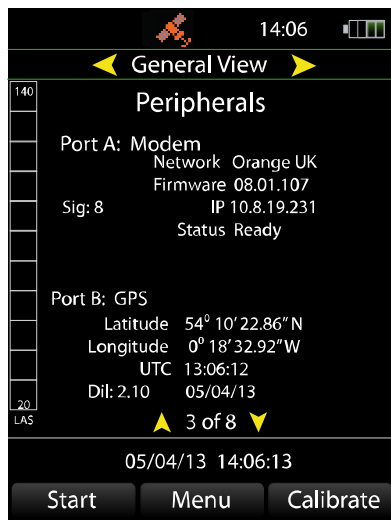 14:06
General View
140
Peripherals
Port A: Modem
Network Orange UK
Firmware 08.01.107
Sig: 8 IP 10.8.19.231
Status Ready
Port B: GPS
Latitude 54⁰ 10' 22.86" N
Longitude 0⁰ 18' 32.92" W
UTC 13:06:12
Dil: 2.10 05/04/13
20
LAS
3 of 8
05/04/13 14:06:13
Start Menu Calibrate